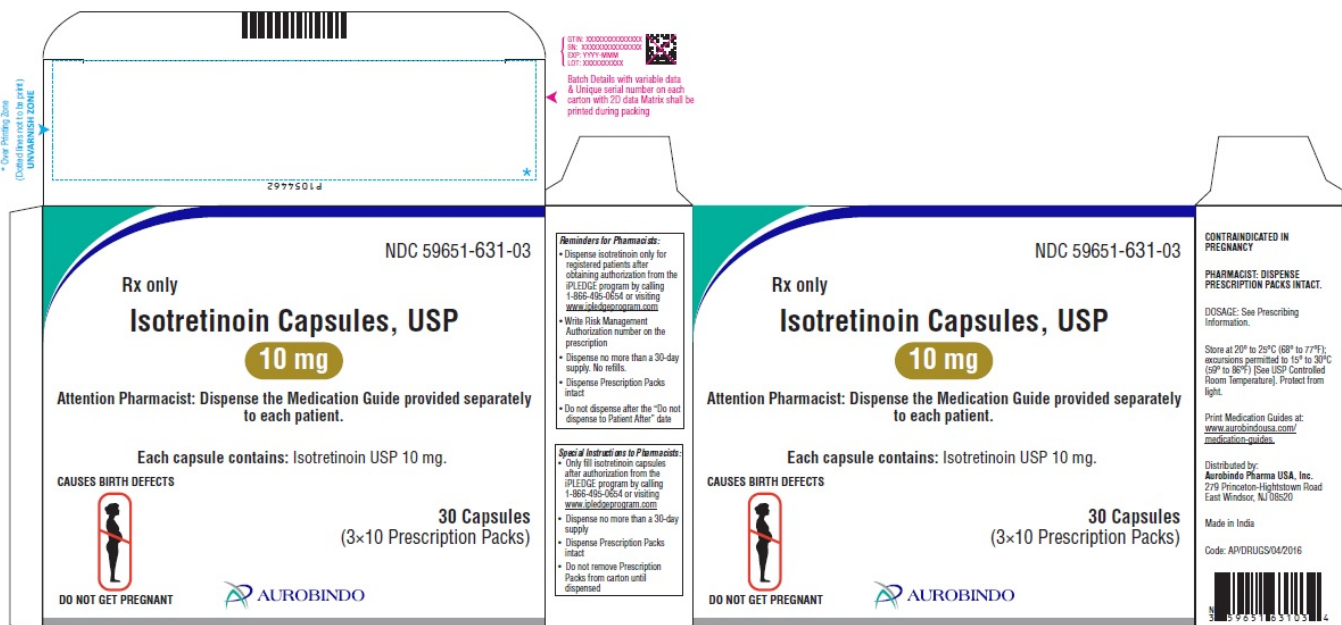 GTIN: XXXXXXXXXXXXXX
SN: XXXXXXXXXXXXXXX
EXP: YYYY-MMM
LOT: XXXXXXXXXX
Batch Details with variable data
& Unique serial number on each
carton with 2D data Matrix shall be
printed during packing
* Over Printing Zone
(Dotted lines not to be print)
UNVARNISH ZONE
*
P1054462
NDC 59651-631-03
Rx only
Isotretinoin Capsules, USP
10 mg
Attention Pharmacist: Dispense the Medication Guide provided separately
to each patient.
Each capsule contains: Isotretinoin USP 10 mg.
CAUSES BIRTH DEFECTS
30 Capsules
(3×10 Prescription Packs)
DO NOT GET PREGNANT
AUROBINDO
Reminders for Pharmacists:
• Dispense isotretinoin only for
registered patients after
obtaining authorization from the
iPLEDGE program by calling
1-866-495-0654 or visiting
www.ipledgeprogram.com
• Write Risk Management
Authorization number on the
prescription
• Dispense no more than a 30-day
supply. No refills.
• Dispense Prescription Packs
intact
• Do not dispense after the “Do not
dispense to Patient After” date
Special Instructions to Pharmacists:
• Only fill isotretinoin capsules
after authorization from the
iPLEDGE program by calling
1-866-495-0654 or visiting
www.ipledgeprogram.com
• Dispense no more than a 30-day
supply
• Dispense Prescription Packs
intact
• Do not remove Prescription
Packs from carton until
dispensed
NDC 59651-631-03
Rx only
Isotretinoin Capsules, USP
10 mg
Attention Pharmacist: Dispense the Medication Guide provided separately
to each patient.
Each capsule contains: Isotretinoin USP 10 mg.
CAUSES BIRTH DEFECTS
30 Capsules
(3×10 Prescription Packs)
DO NOT GET PREGNANT
AUROBINDO
CONTRAINDICATED IN
PREGNANCY
PHARMACIST: DISPENSE
PRESCRIPTION PACKS INTACT.
DOSAGE: See Prescribing
Information.
Store at 20° to 25°C (68° to 77°F);
excursions permitted to 15° to 30°C
(59° to 86°F) [See USP Controlled
Room Temperature]. Protect from
light.
Print Medication Guides at:
www.aurobindousa.com/
medication-guides.
Distributed by:
Aurobindo Pharma USA, Inc.
279 Princeton-Hightstown Road
East Windsor, NJ 08520
Made in India
Code: AP/DRUGS/04/2016
N
3 59651 63103 4